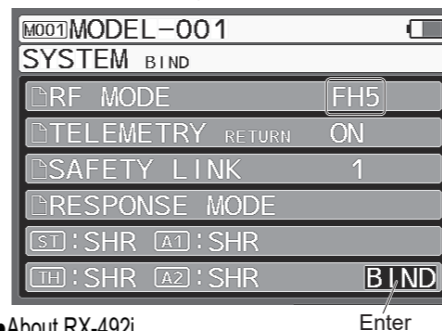 M001 MODEL-001
SYSTEM BIND
RF MODE FH5
TELEMETRY RETURN ON
SAFETY LINK 1
RESPONSE MODE
ST : SHR A1 : SHR
TH : SHR A2 : SHR BIND
Enter
●About RX-492i